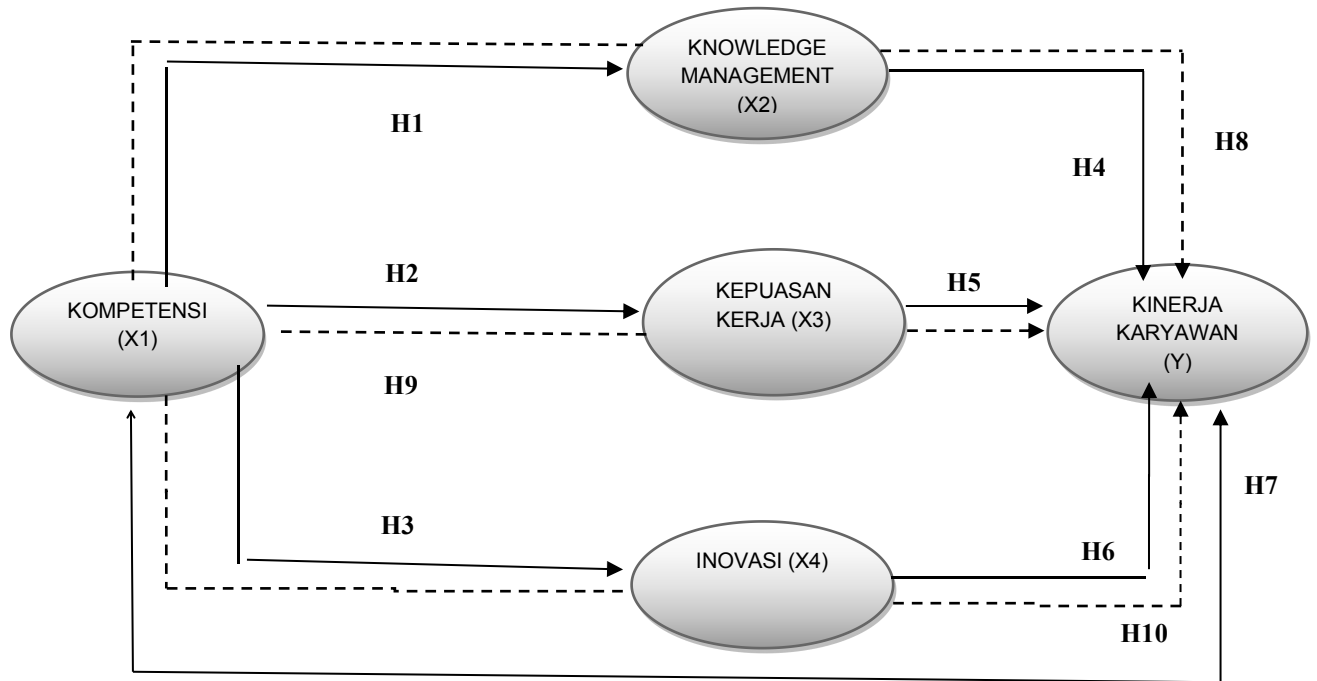 KNOWLEDGE
MANAGEMENT
(X2)
H1
H8
H4
KOMPETENSI
(X1)
H2
KEPUASAN
KERJA (X3)
H5
KINERJA
KARYAWAN
(Y)
H9
H7
H3
INOVASI (X4)
H6
H10